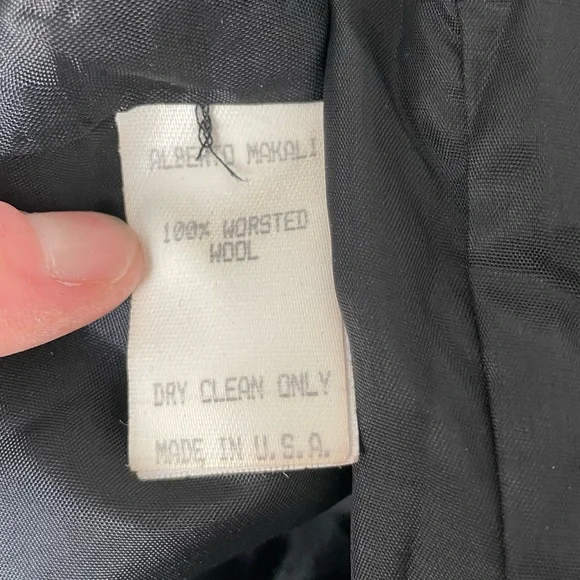 ALBERTO MAKALI
100% WORSTED
WOOL
DRY CLEAN ONLY
MADE IN U.S.A.